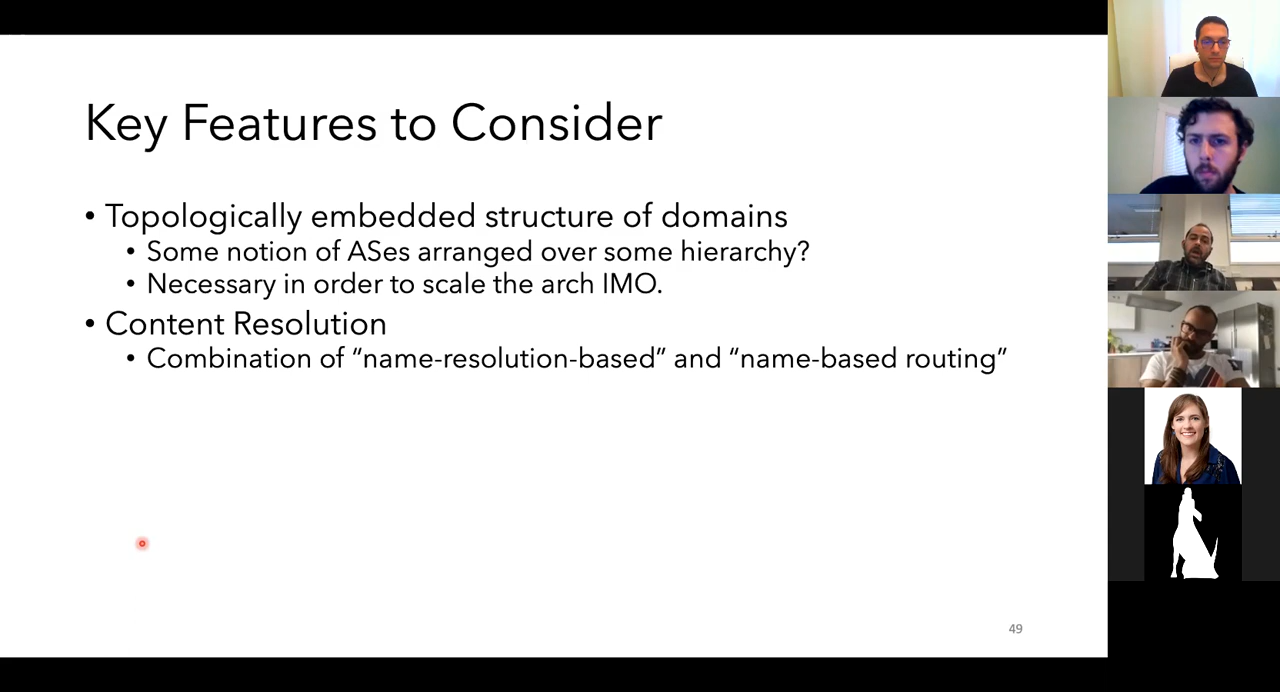 Key Features to Consider
• Topologically embedded structure of domains
• Some notion of ASes arranged over some hierarchy?
• Necessary in order to scale the arch IMO.
• Content Resolution
• Combination of “name-resolution-based” and “name-based routing”
49